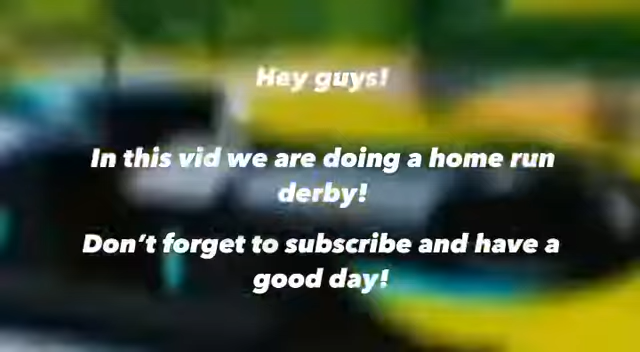 Hey guys!
In this vid we are doing a home run
derby!
Don’t forget to subscribe and have a
good day!